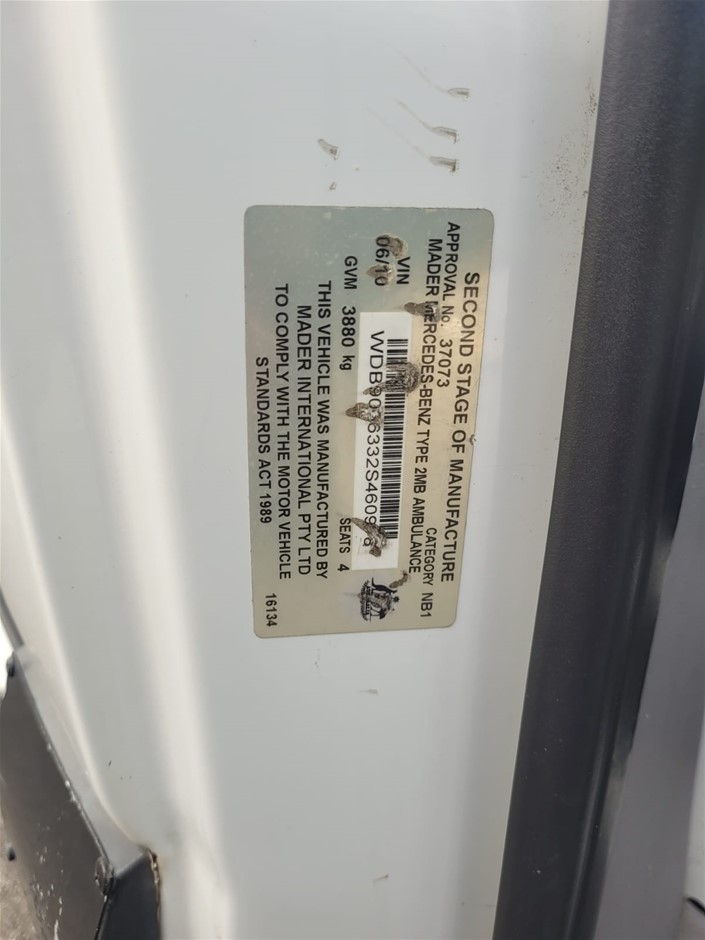 SECOND STAGE OF MANUFACTURE
APPROVAL No. 37073 CATEGORY NB1
MADER MERCEDES-BENZ TYPE 2MB AMBULANCE
VIN
06/10
GVM 3880 kg SEATS 4
THIS VEHICLE WAS MANUFACTURED BY
MADER INTERNATIONAL PTY LTD
TO COMPLY WITH THE MOTOR VEHICLE
STANDARDS ACT 1989
16134